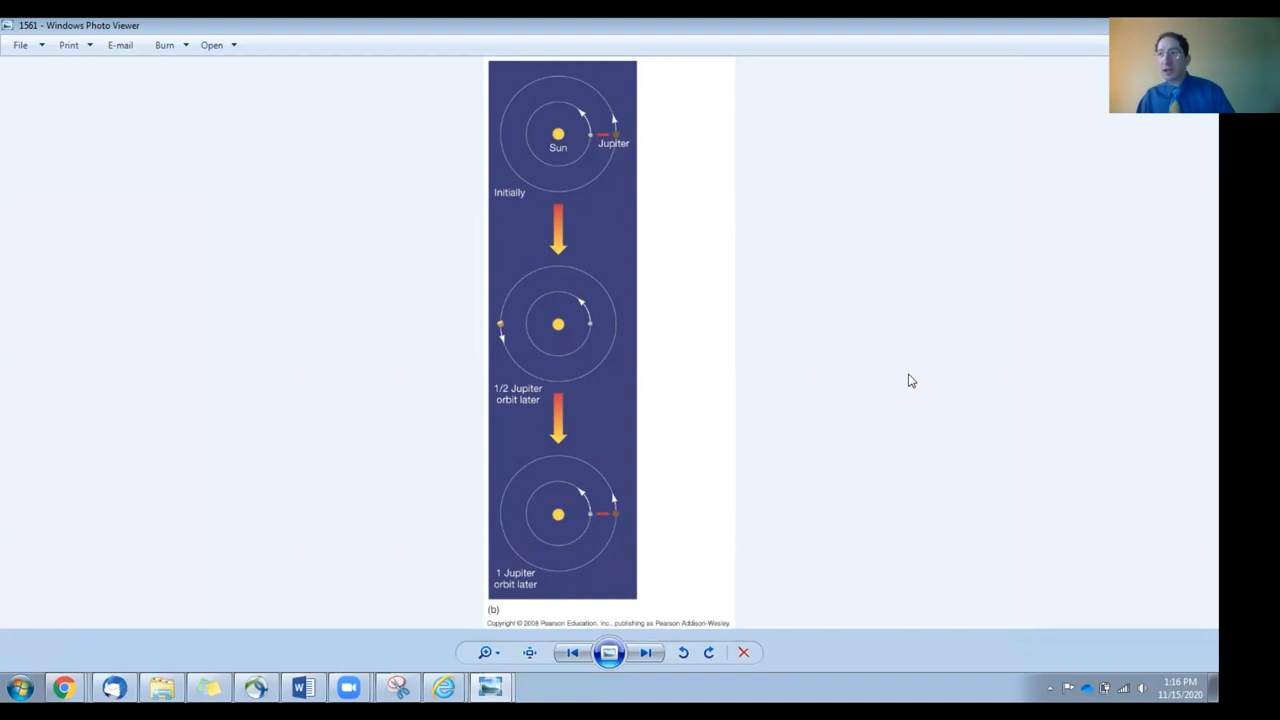 1561 - Windows Photo Viewer
File Print E-mail Burn Open
Sun
Jupiter
Initially
1/2 Jupiter
orbit later
1 Jupiter
orbit later
(b)
Copyright © 2008 Pearson Education, Inc., publishing as Pearson Addison-Wesley.
1:16 PM
11/15/2020